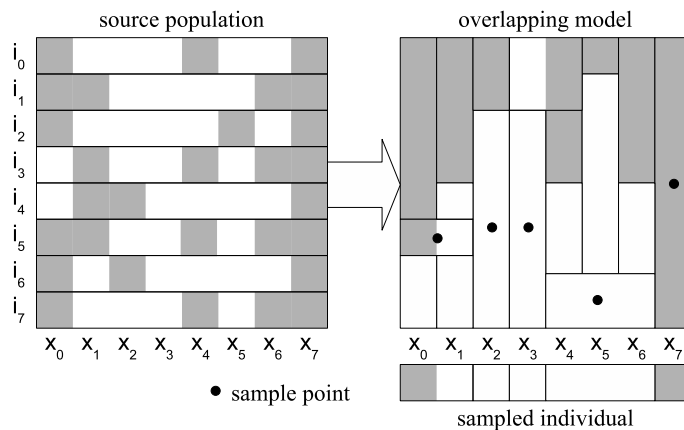 source population
overlapping model
i₀
i₁
i₂
i₃
i₄
i₅
i₆
i₇
x₀ x₁ x₂ x₃ x₄ x₅ x₆ x₇
x₀ x₁ x₂ x₃ x₄ x₅ x₆ x₇
sample point
sampled individual